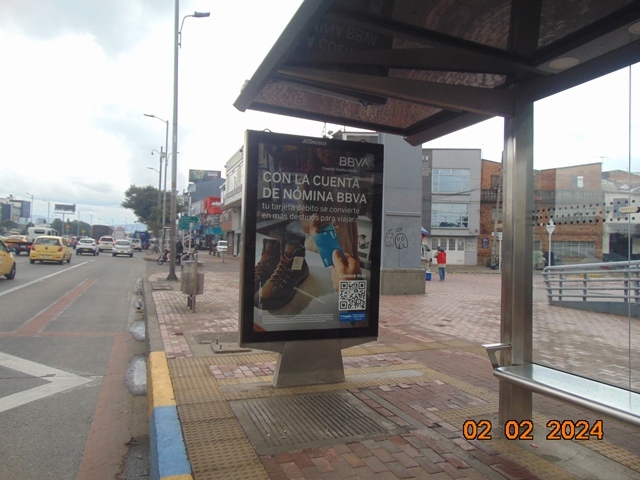 JCDecaux
BBVA
CON LA CUENTA
DE NÓMINA BBVA
tu tarjeta débito se convierte
en más destinos para viajar
02 02 2024